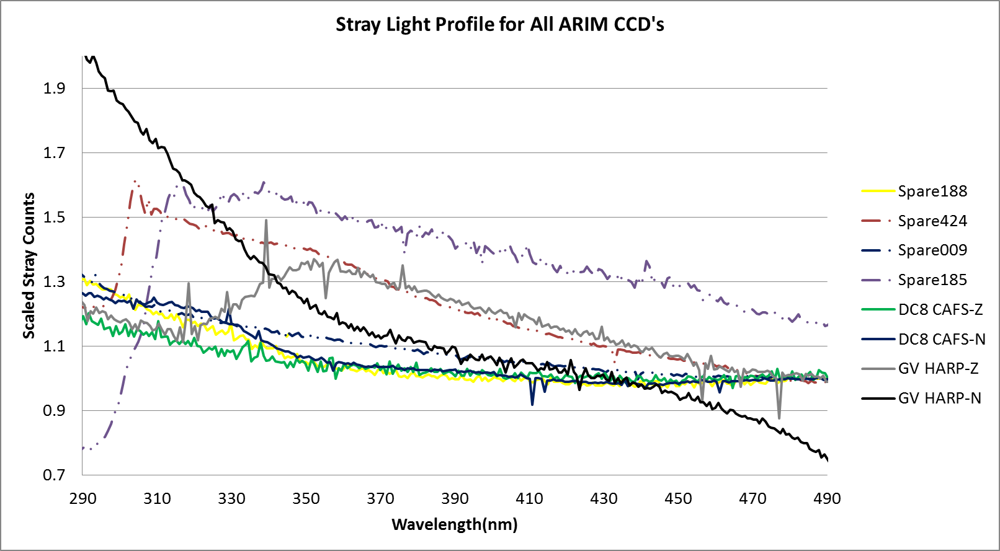 Stray Light Profile for All ARIM CCD's
Scaled Stray Counts
1.9
1.7
1.5
1.3
1.1
0.9
0.7
290 310 330 350 370 390 410 430 450 470 490
Wavelength(nm)
Spare188
Spare424
Spare009
Spare185
DC8 CAFS-Z
DC8 CAFS-N
GV HARP-Z
GV HARP-N